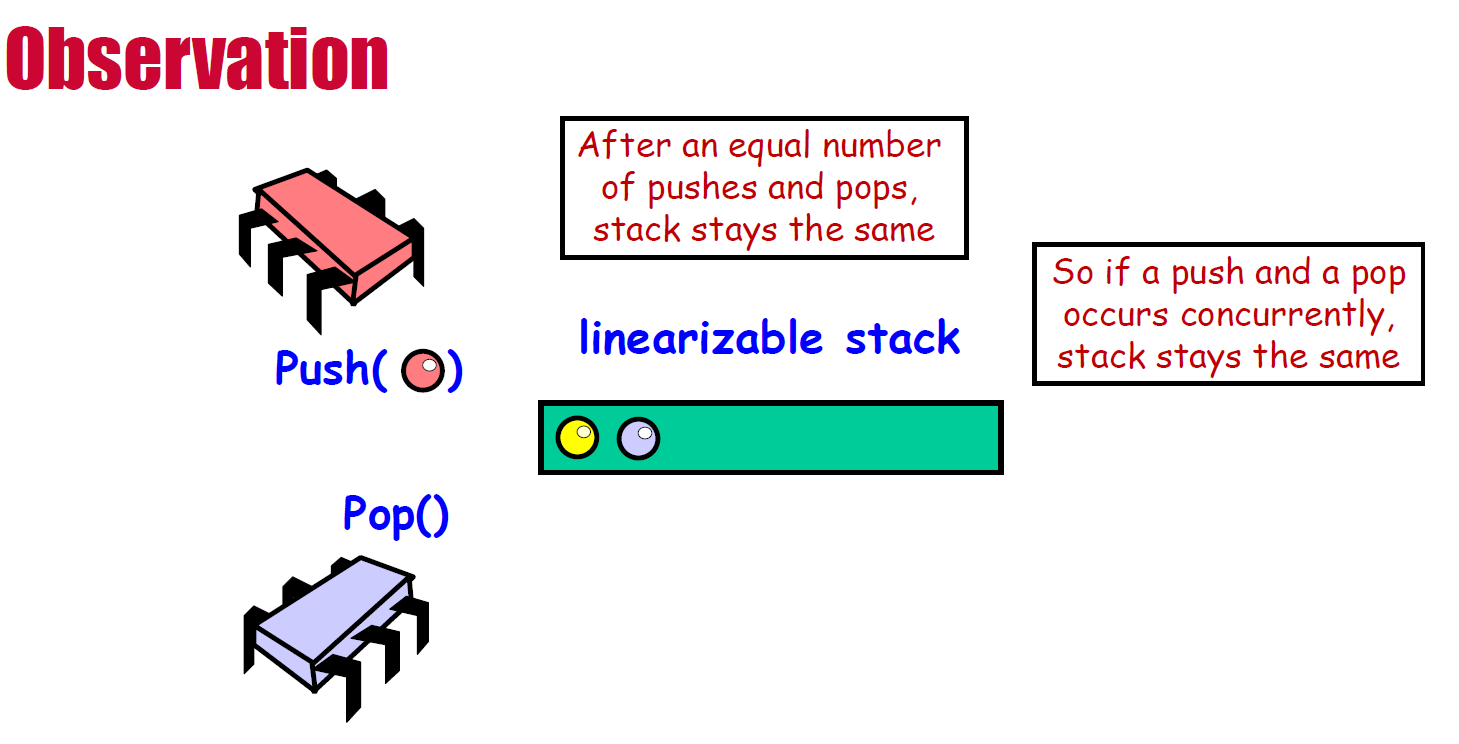 Observation
After an equal number
of pushes and pops,
stack stays the same
So if a push and a pop
occurs concurrently,
stack stays the same
linearizable stack
Push( )
Pop()